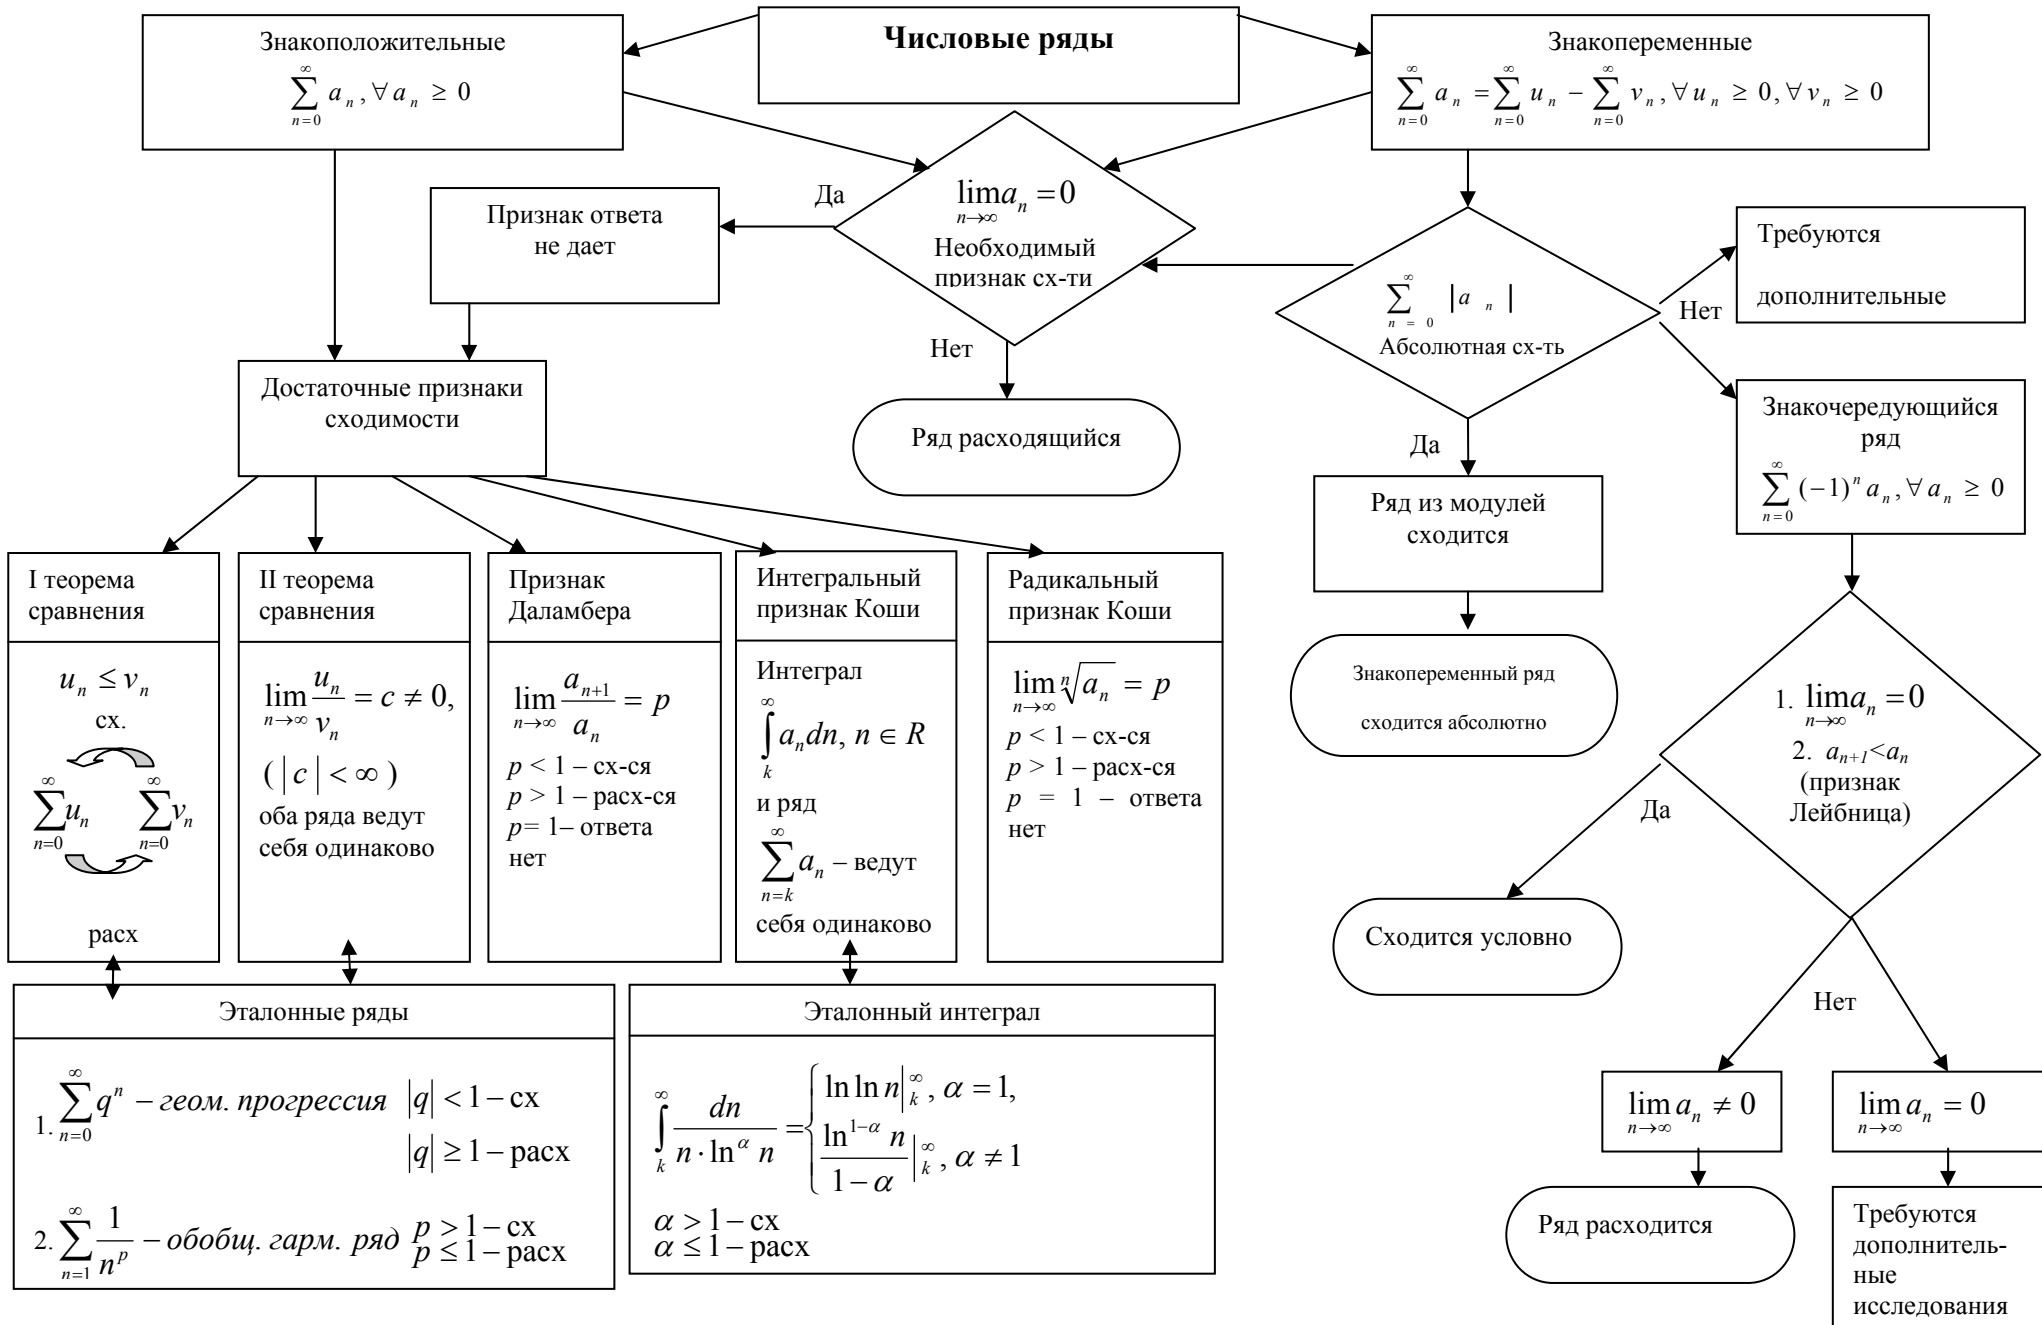 Числовые ряды
Знакоположительные
∑_{n=0}^{∞} a_n, ∀ a_n ≥ 0
Знакопеременные
∑_{n=0}^{∞} a_n = ∑_{n=0}^{∞} u_n − ∑_{n=0}^{∞} v_n, ∀ u_n ≥ 0, ∀ v_n ≥ 0
Да
lim_{n→∞} a_n = 0
Необходимый
признак сх-ти
Признак ответа
не дает
Нет
Ряд расходящийся
∑_{n=0}^{∞} |a_n|
Абсолютная сх-ть
Нет
Требуются
дополнительные
Да
Ряд из модулей
сходится
Знакопеременный ряд
сходится абсолютно
Знакочередующийся
ряд
∑_{n=0}^{∞} (−1)^n a_n, ∀ a_n ≥ 0
1. lim_{n→∞} a_n = 0
2. a_{n+1}<a_n
(признак
Лейбница)
Да
Сходится условно
Нет
lim_{n→∞} a_n ≠ 0
Ряд расходится
lim_{n→∞} a_n = 0
Требуются
дополнитель-
ные
исследования
Достаточные признаки
сходимости
I теорема
сравнения
u_n ≤ v_n
сх.
∑_{n=0}^{∞} u_n ∑_{n=0}^{∞} v_n
расх
II теорема
сравнения
lim_{n→∞} u_n/v_n = c ≠ 0,
(|c| < ∞)
оба ряда ведут
себя одинаково
Признак
Даламбера
lim_{n→∞} a_{n+1}/a_n = p
p < 1 – сх-ся
p > 1 – расх-ся
p= 1– ответа
нет
Интегральный
признак Коши
Интеграл
∫_k^∞ a_n dn, n ∈ R
и ряд
∑_{n=k}^{∞} a_n – ведут
себя одинаково
Радикальный
признак Коши
lim_{n→∞} ⁿ√a_n = p
p < 1 – сх-ся
p > 1 – расх-ся
p = 1 – ответа
нет
Эталонные ряды
1. ∑_{n=0}^{∞} q^n – геом. прогрессия |q| < 1 – сх
|q| ≥ 1 – расх
2. ∑_{n=1}^{∞} 1/n^p – обобщ. гарм. ряд p > 1 – сх
p ≤ 1 – расх
Эталонный интеграл
∫_k^∞ dn/(n·ln^α n) = { ln ln n|_k^∞, α = 1,
ln^{1−α} n/(1−α)|_k^∞, α ≠ 1
α > 1 – сх
α ≤ 1 – расх